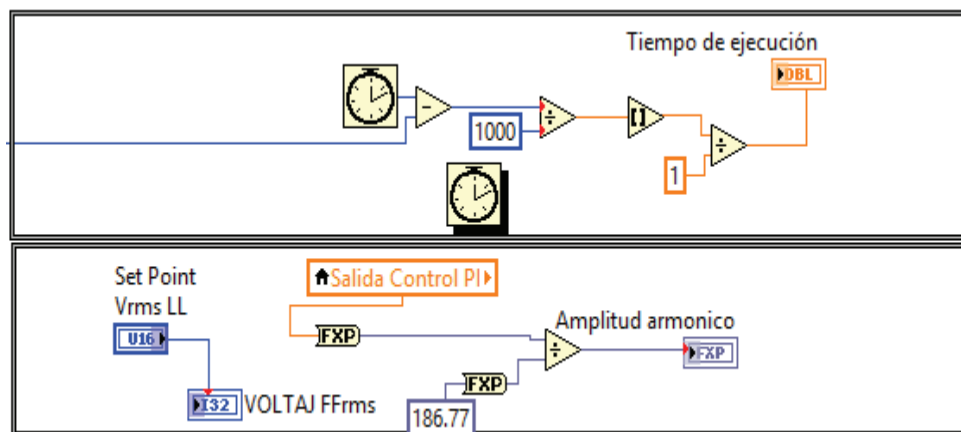 Tiempo de ejecución
DBL
1000
1
Set Point
Vrms LL
U16
I32
VOLTAJ FFrms
Salida Control PI
FXP
FXP
186.77
Amplitud armonico
FXP